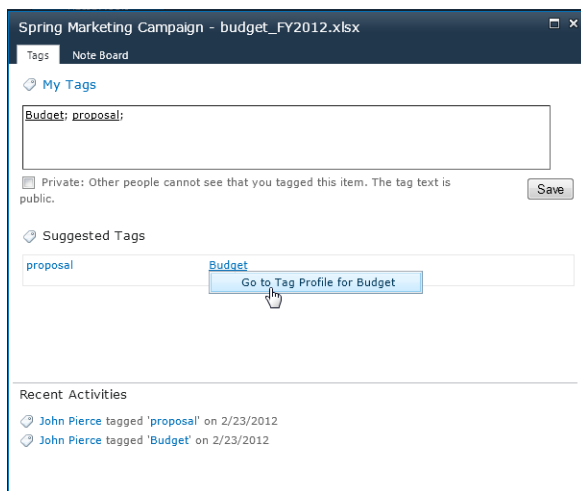 Spring Marketing Campaign - budget_FY2012.xlsx
Tags Note Board
My Tags
Budget; proposal;
Private: Other people cannot see that you tagged this item. The tag text is
public.
Save
Suggested Tags
proposal Budget
Go to Tag Profile for Budget
Recent Activities
John Pierce tagged 'proposal' on 2/23/2012
John Pierce tagged 'Budget' on 2/23/2012